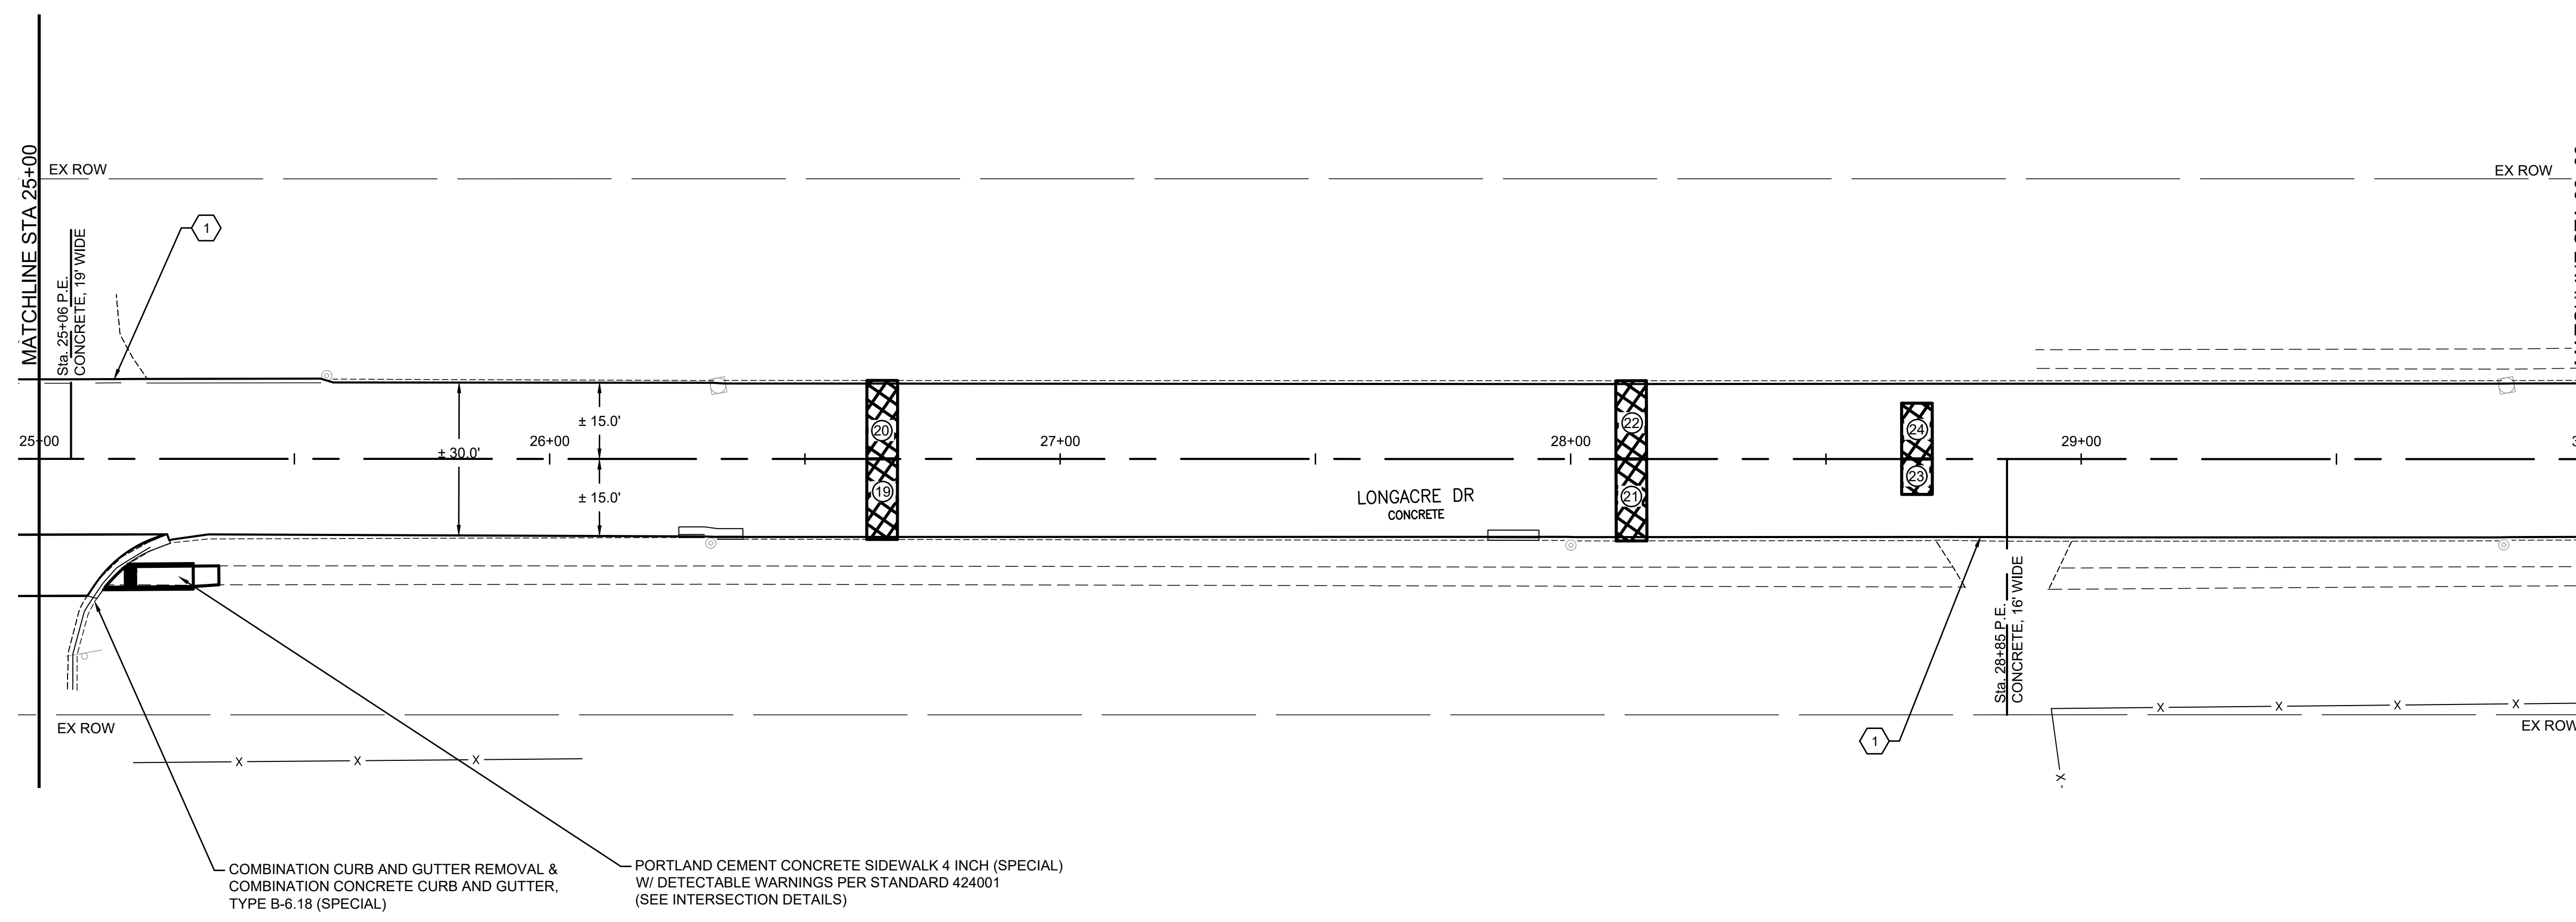 MATCHLINE STA 25+00
EX ROW
EX ROW
1
Sta. 25+06 P.E.
CONCRETE, 19' WIDE
25+00
26+00
27+00
28+00
29+00
± 30.0'
± 15.0'
± 15.0'
20
19
22
21
24
23
LONGACRE DR
CONCRETE
Sta. 28+85 P.E.
CONCRETE, 16' WIDE
1
EX ROW
EX ROW
X
X
X
X
X
X
X
X
COMBINATION CURB AND GUTTER REMOVAL &
COMBINATION CONCRETE CURB AND GUTTER,
TYPE B-6.18 (SPECIAL)
PORTLAND CEMENT CONCRETE SIDEWALK 4 INCH (SPECIAL)
W/ DETECTABLE WARNINGS PER STANDARD 424001
(SEE INTERSECTION DETAILS)